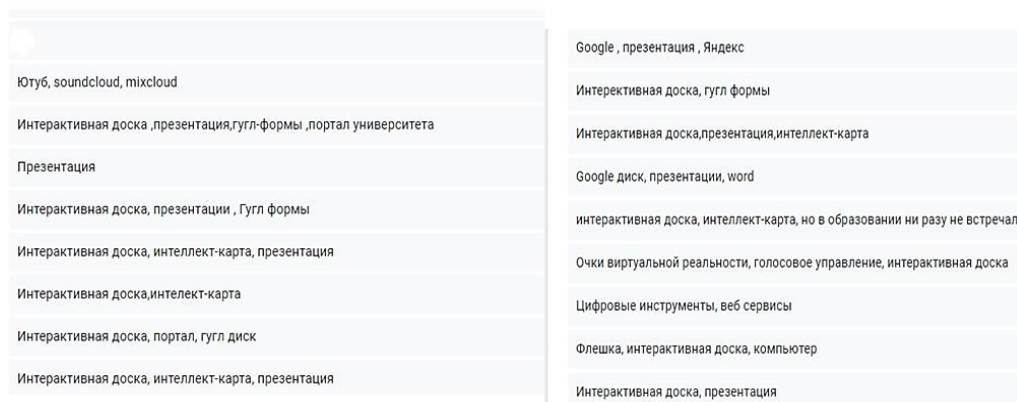 Ютуб, soundcloud, mixcloud
Интерактивная доска ,презентация,гугл-формы ,портал университета
Презентация
Интерактивная доска, презентации , Гугл формы
Интерактивная доска, интеллект-карта, презентация
Интерактивная доска,интелект-карта
Интерактивная доска, портал, гугл диск
Интерактивная доска, интеллект-карта, презентация
Google , презентация , Яндекс
Интерективная доска, гугл формы
Интерактивная доска,презентация,интеллект-карта
Google диск, презентации, word
интерактивная доска, интеллект-карта, но в образовании ни разу не встречал
Очки виртуальной реальности, голосовое управление, интерактивная доска
Цифровые инструменты, веб сервисы
Флешка, интерактивная доска, компьютер
Интерактивная доска, презентация